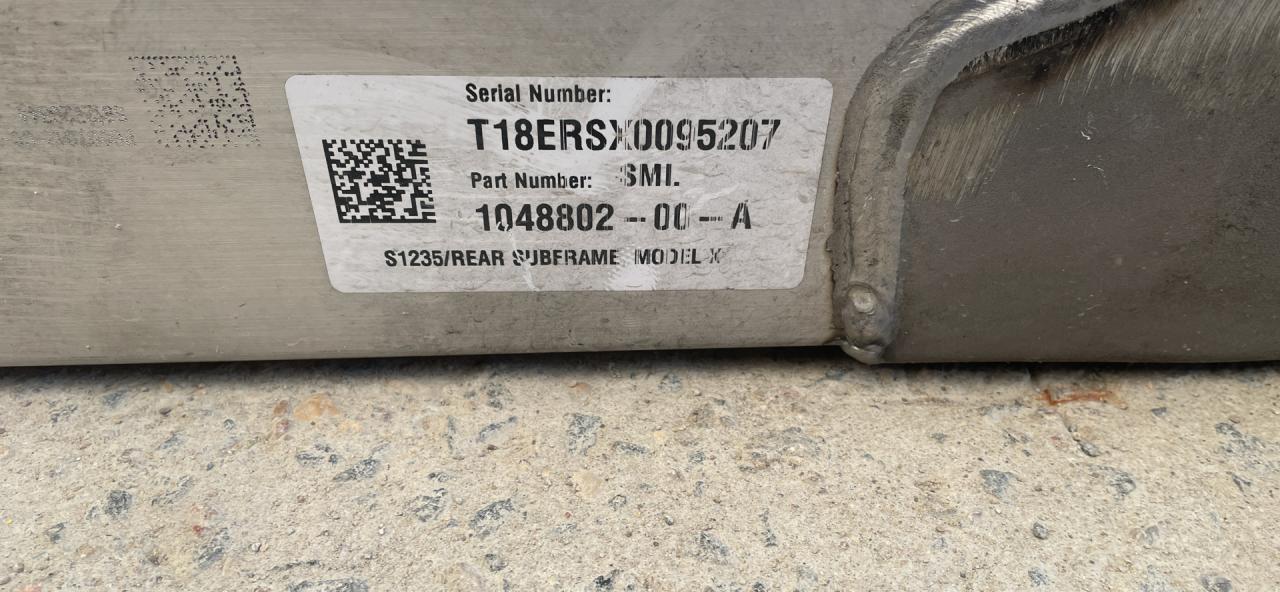 Serial Number:
T18ERSX0095207
Part Number: SML
1048802-00-A
S1235/REAR SUBFRAME MODEL X